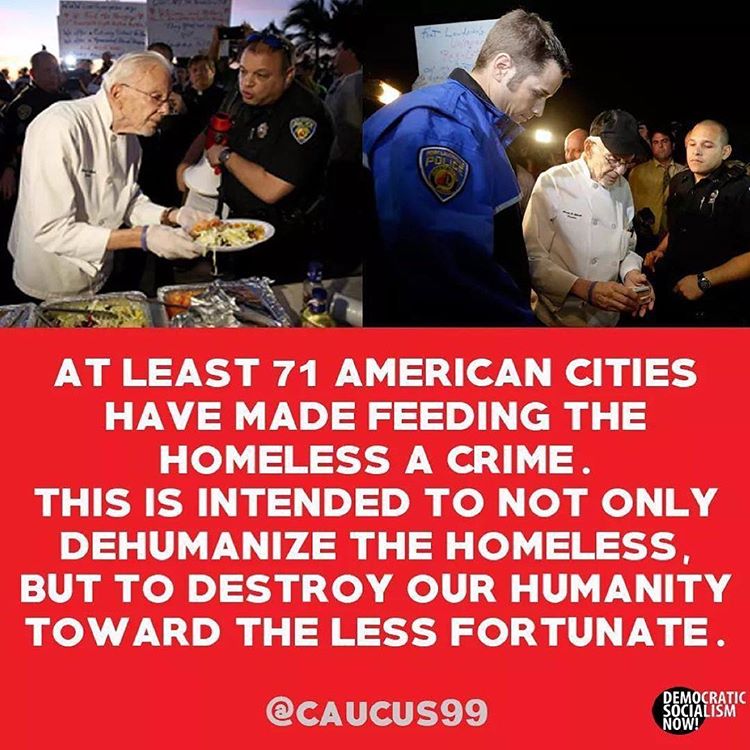 POLICE
AT LEAST 71 AMERICAN CITIES
HAVE MADE FEEDING THE
HOMELESS A CRIME.
THIS IS INTENDED TO NOT ONLY
DEHUMANIZE THE HOMELESS,
BUT TO DESTROY OUR HUMANITY
TOWARD THE LESS FORTUNATE.
@CAUCUS99
DEMOCRATIC
SOCIALISM
NOW!